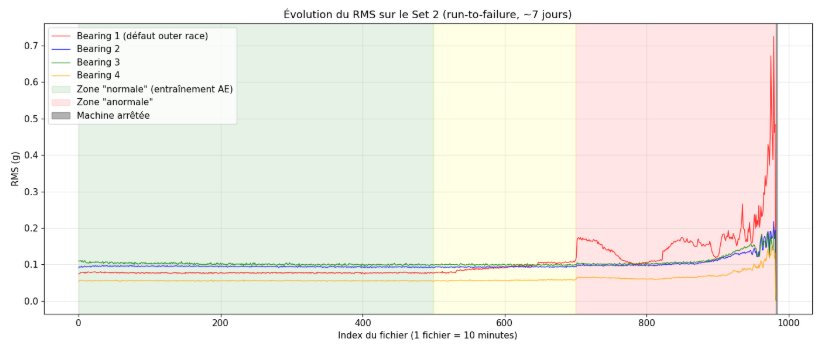 Évolution du RMS sur le Set 2 (run-to-failure, ~7 jours)
Bearing 1 (défaut outer race)
Bearing 2
Bearing 3
Bearing 4
Zone "normale" (entraînement AE)
Zone "anormale"
Machine arrêtée
RMS (g)
0.7
0.6
0.5
0.4
0.3
0.2
0.1
0.0
0 200 400 600 800 1000
Index du fichier (1 fichier = 10 minutes)